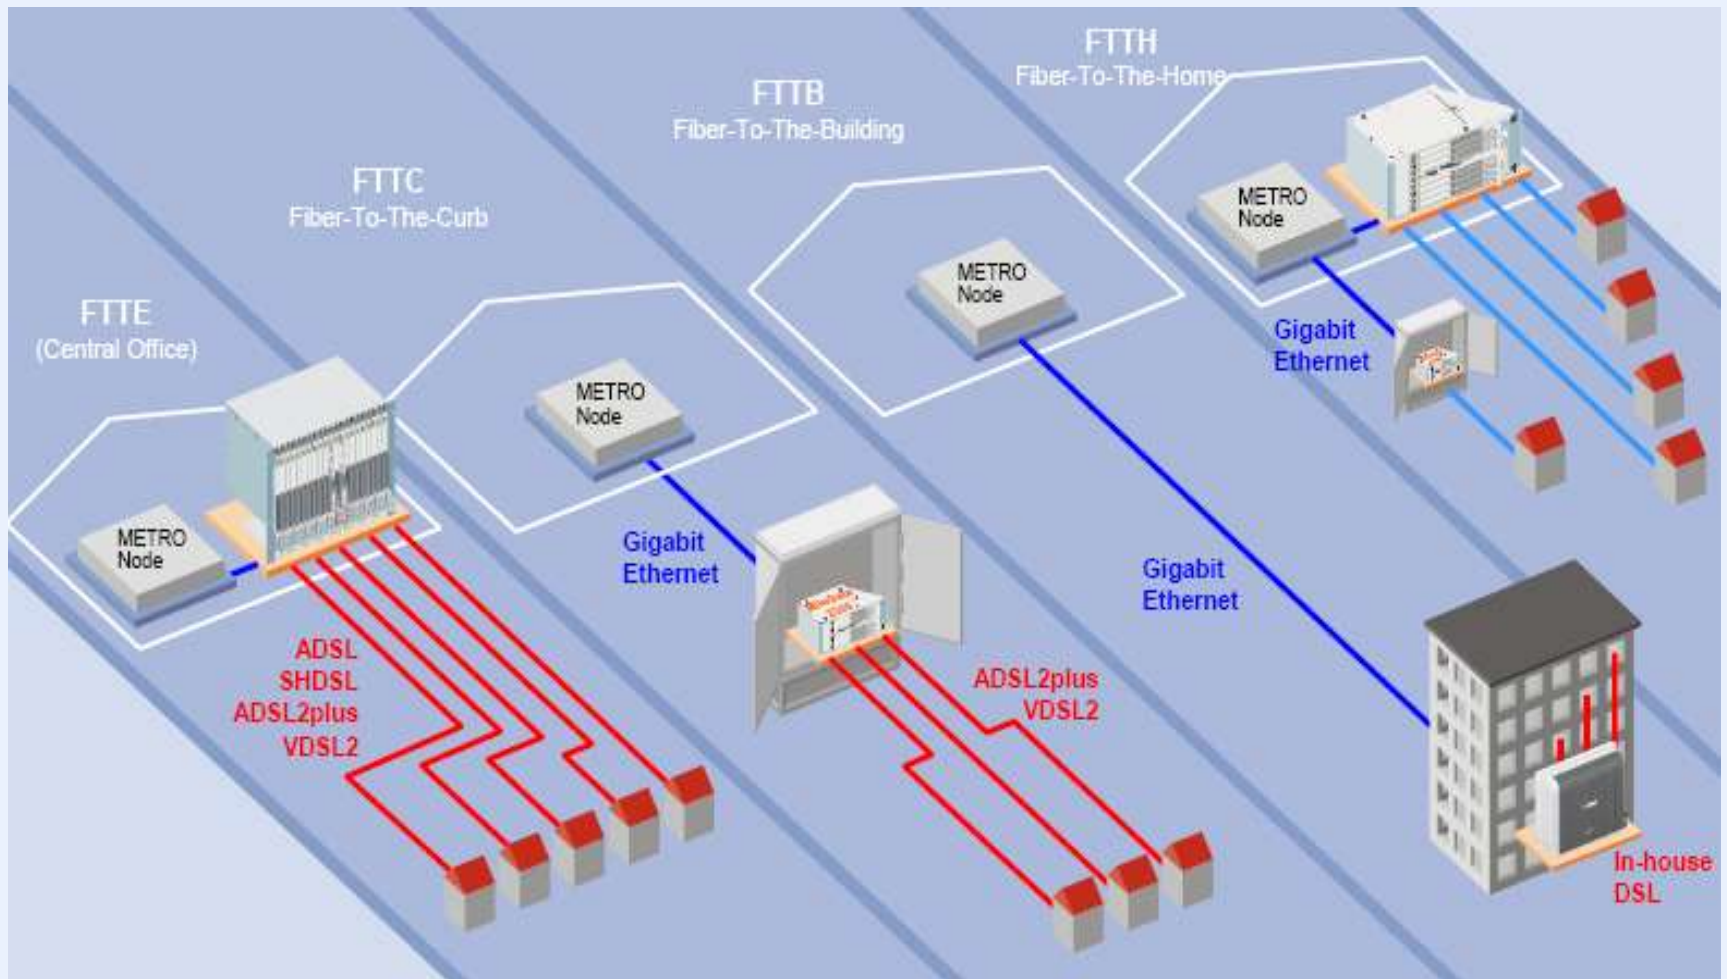 FTTH
Fiber-To-The-Home
FTTB
Fiber-To-The-Building
FTTC
Fiber-To-The-Curb
FTTE
(Central Office)
METRO
Node
METRO
Node
METRO
Node
METRO
Node
Gigabit
Ethernet
Gigabit
Ethernet
Gigabit
Ethernet
ADSL
SHDSL
ADSL2plus
VDSL2
ADSL2plus
VDSL2
In-house
DSL